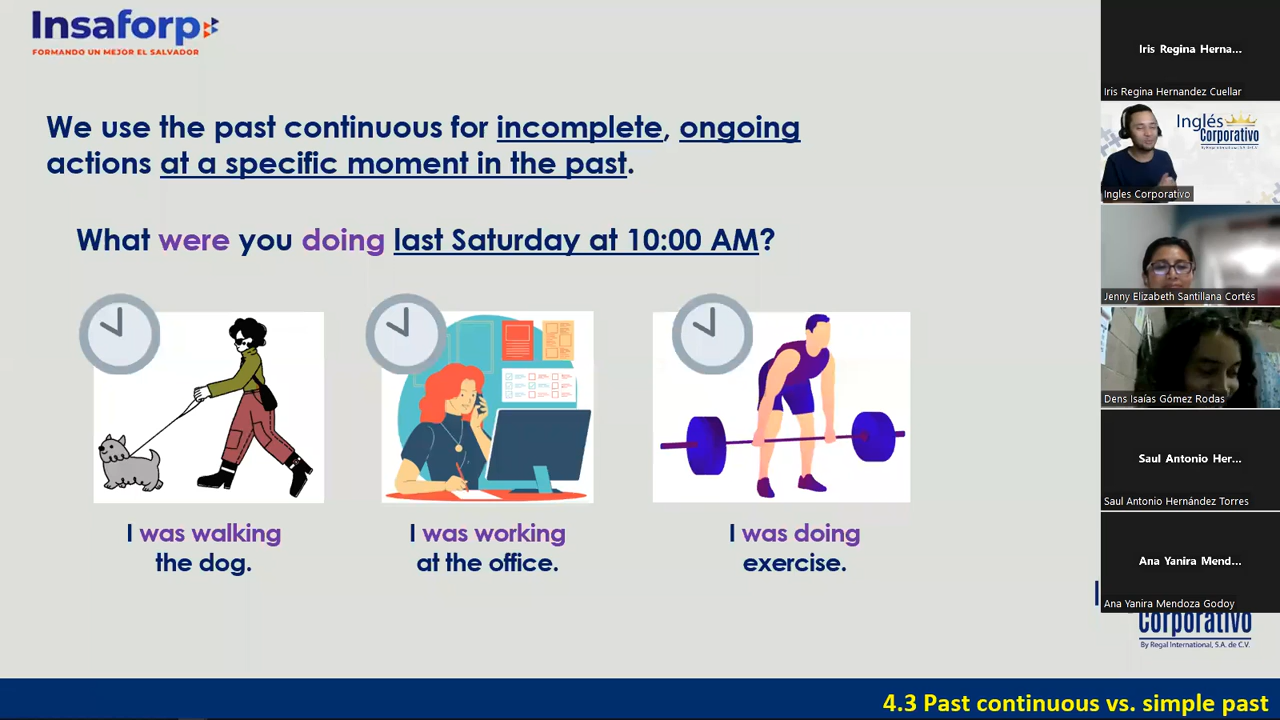 Insaforp
FORMANDO UN MEJOR EL SALVADOR
We use the past continuous for incomplete, ongoing
actions at a specific moment in the past.
What were you doing last Saturday at 10:00 AM?
I was walking
the dog.
I was working
at the office.
I was doing
exercise.
Iris Regina Herna...
Iris Regina Hernandez Cuellar
Inglés
Corporativo
By Regal International, S.A. de C.V.
Ingles Corporativo
Jenny Elizabeth Santillana Cortés
Dens Isaías Gómez Rodas
Saul Antonio Her...
Saul Antonio Hernández Torres
Ana Yanira Mend...
Ana Yanira Mendoza Godoy
Corporativo
By Regal International, S.A. de C.V.
4.3 Past continuous vs. simple past